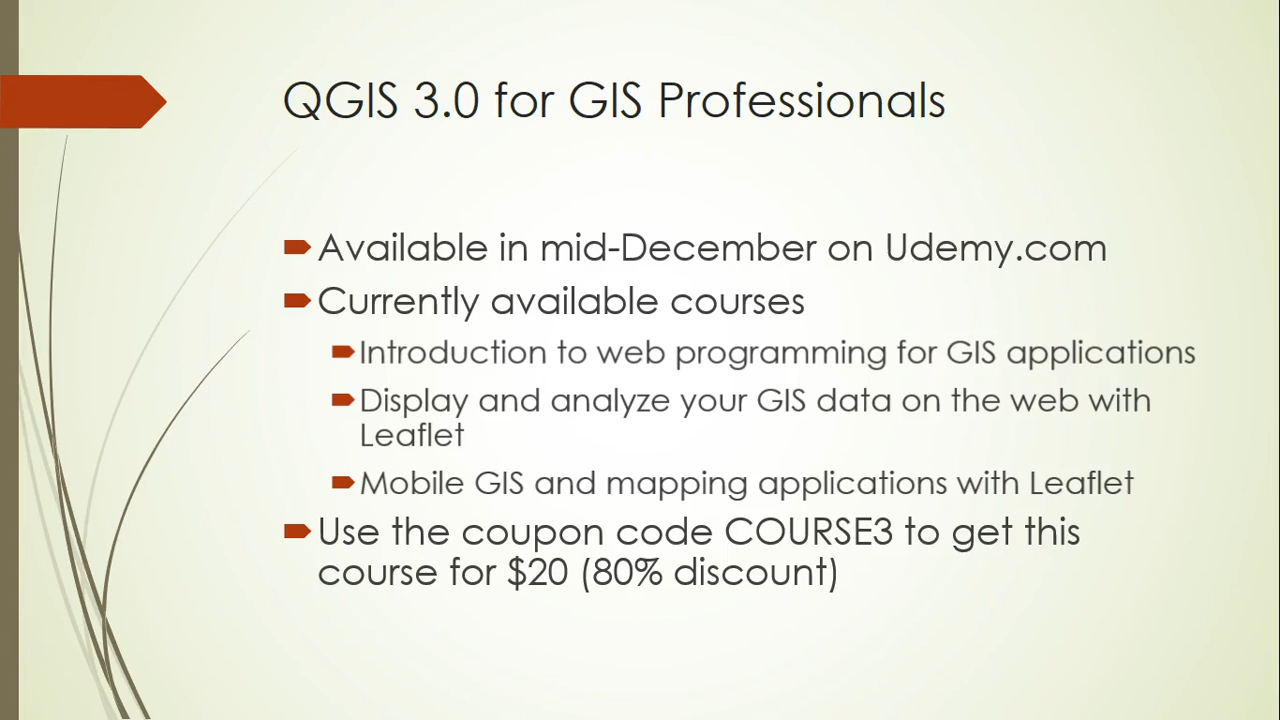 QGIS 3.0 for GIS Professionals
Available in mid-December on Udemy.com
Currently available courses
Introduction to web programming for GIS applications
Display and analyze your GIS data on the web with
Leaflet
Mobile GIS and mapping applications with Leaflet
Use the coupon code COURSE3 to get this
course for $20 (80% discount)